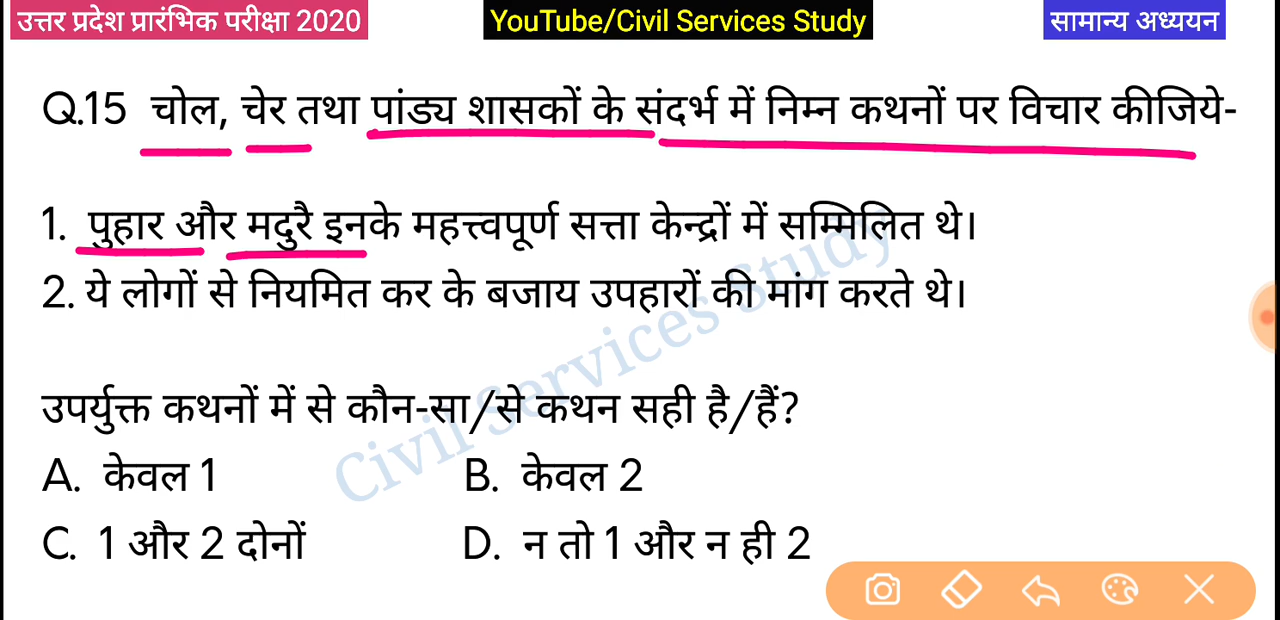 उत्तर प्रदेश प्रारंभिक परीक्षा 2020
YouTube/Civil Services Study
सामान्य अध्ययन
Q.15 चोल, चेर तथा पांड्य शासकों के संदर्भ में निम्न कथनों पर विचार कीजिये-
1. पुहार और मदुरै इनके महत्त्वपूर्ण सत्ता केन्द्रों में सम्मिलित थे।
2. ये लोगों से नियमित कर के बजाय उपहारों की मांग करते थे।
उपर्युक्त कथनों में से कौन-सा/से कथन सही है/हैं?
A. केवल 1
B. केवल 2
C. 1 और 2 दोनों
D. न तो 1 और न ही 2
Civil Services Study